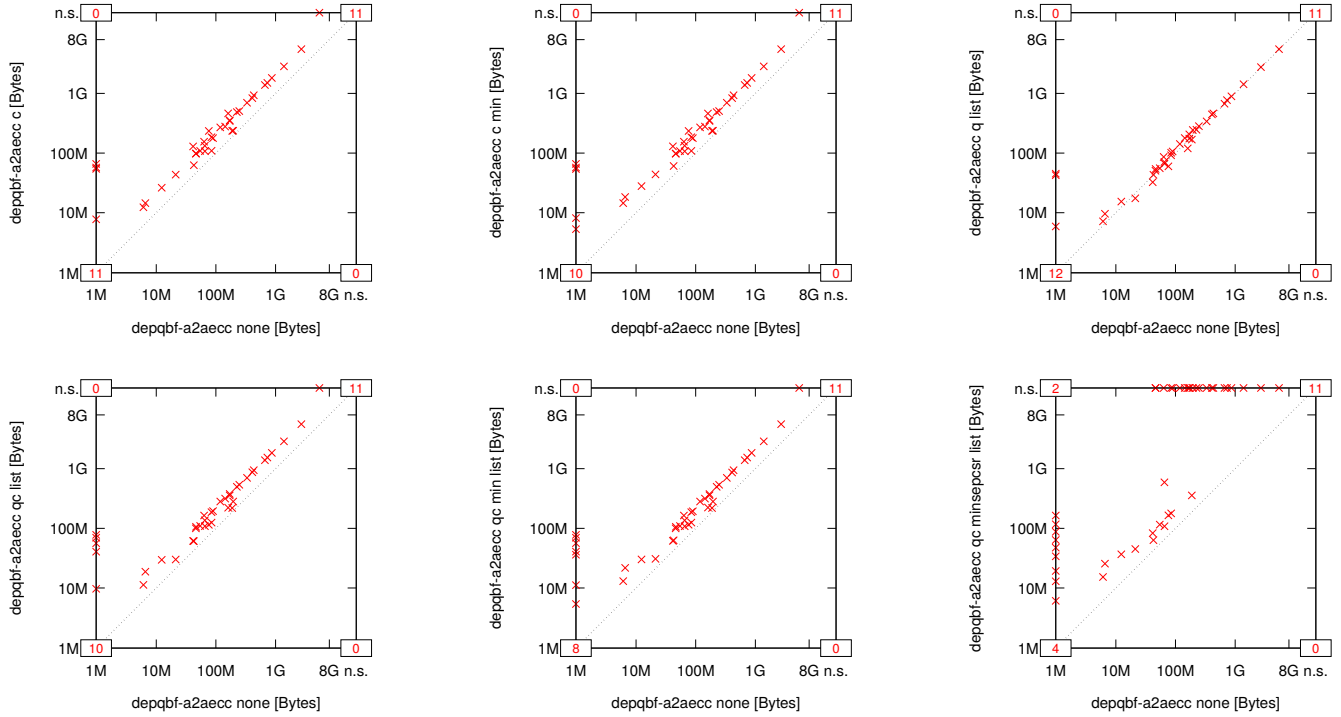 n.s. 0 11
8G
1G
100M
10M
1M 11 0
1M 10M 100M 1G 8G n.s.
depqbf-a2aecc none [Bytes]
depqbf-a2aecc c [Bytes]
n.s. 0 11
8G
1G
100M
10M
1M 10 0
1M 10M 100M 1G 8G n.s.
depqbf-a2aecc none [Bytes]
depqbf-a2aecc c min [Bytes]
n.s. 0 11
8G
1G
100M
10M
1M 12 0
1M 10M 100M 1G 8G n.s.
depqbf-a2aecc none [Bytes]
depqbf-a2aecc q list [Bytes]
n.s. 0 11
8G
1G
100M
10M
1M 10 0
1M 10M 100M 1G 8G n.s.
depqbf-a2aecc none [Bytes]
depqbf-a2aecc qc list [Bytes]
n.s. 0 11
8G
1G
100M
10M
1M 8 0
1M 10M 100M 1G 8G n.s.
depqbf-a2aecc none [Bytes]
depqbf-a2aecc qc min list [Bytes]
n.s. 2 11
8G
1G
100M
10M
1M 4 0
1M 10M 100M 1G 8G n.s.
depqbf-a2aecc none [Bytes]
depqbf-a2aecc qc minsepcsr list [Bytes]